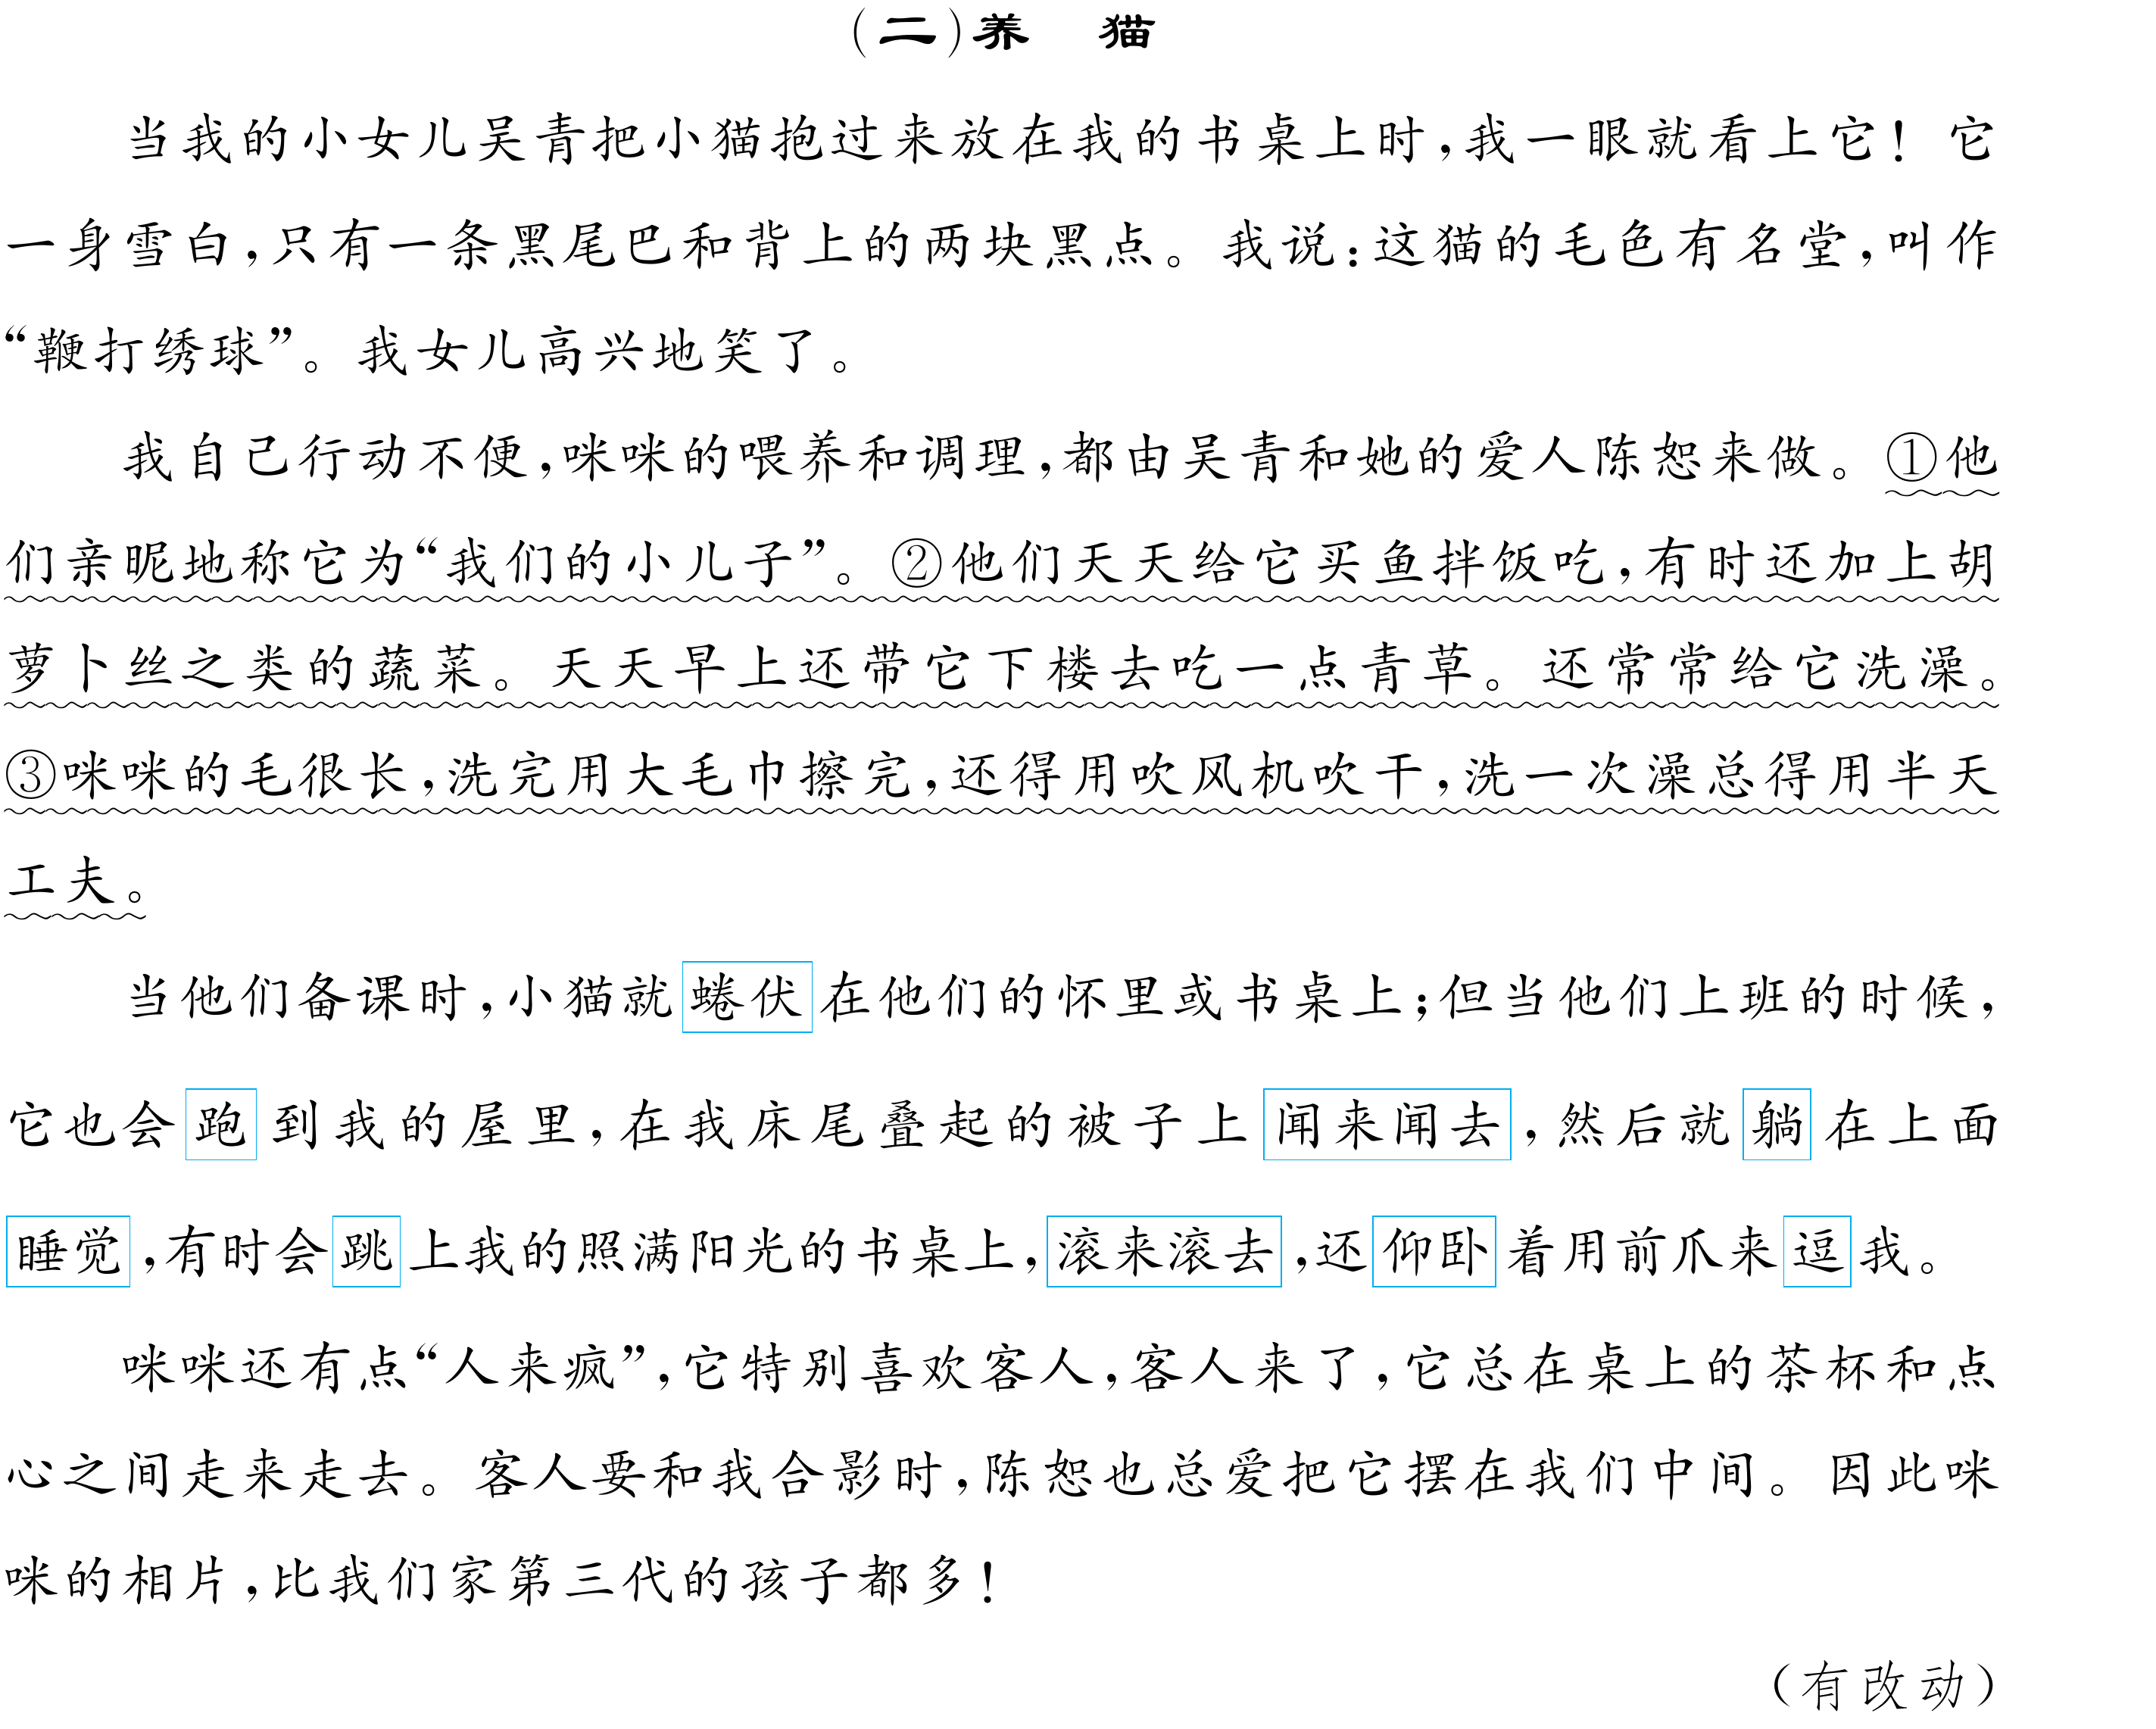 (二)养 猫
当我的小女儿吴青把小猫抱过来放在我的书桌上时,我一眼就看上它!它
一身雪白,只有一条黑尾巴和背上的两块黑点。我说:这猫的毛色有名堂,叫作
“鞭打绣球”。我女儿高兴地笑了。
我自己行动不便,咪咪的喂养和调理,都由吴青和她的爱人陈恕来做。①他
们亲昵地称它为“我们的小儿子”。②他们天天给它买鱼拌饭吃,有时还加上胡
萝卜丝之类的蔬菜。天天早上还带它下楼去吃一点青草。还常常给它洗澡。
③咪咪的毛很长,洗完用大毛巾擦完,还得用吹风机吹干,洗一次澡总得用半天
工夫。
当他们备课时,小猫就蜷伏在他们的怀里或书桌上;但当他们上班的时候,
它也会跑到我的屋里,在我床尾叠起的被子上闻来闻去,然后就躺在上面
睡觉,有时会跳上我的照满阳光的书桌上,滚来滚去,还仰卧着用前爪来逗我。
咪咪还有点“人来疯”,它特别喜欢客人,客人来了,它总在桌上的茶杯和点
心之间走来走去。客人要和我合影时,陈恕也总爱把它摆在我们中间。因此咪
咪的相片,比我们家第三代的孩子都多!
(有改动)